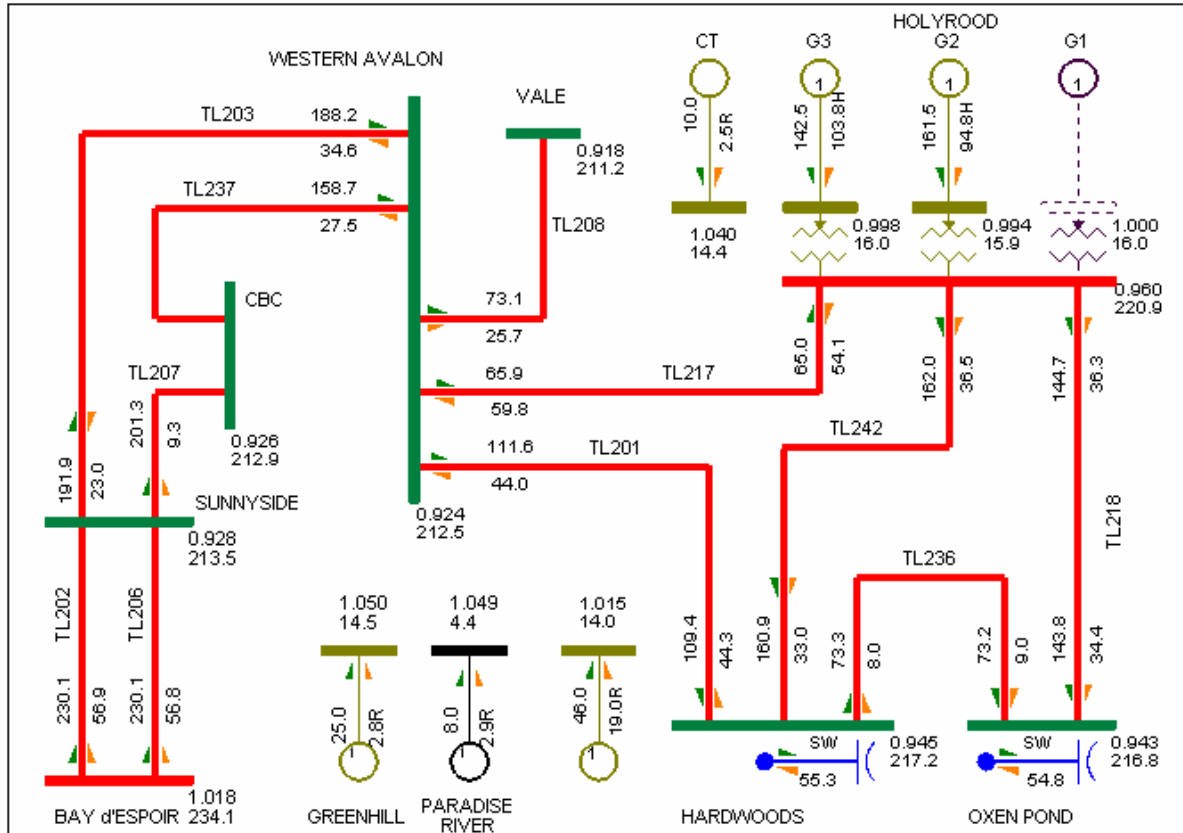 HOLYROOD
CT
G3
G2
G1
WESTERN AVALON
VALE
TL203
188.2
34.6
TL237
158.7
27.5
0.918
211.2
TL208
1
1
1
10.0
2.5R
142.5
103.8H
161.5
94.8H
1.040
14.4
0.998
16.0
0.994
15.9
1.000
16.0
0.960
220.9
CBC
73.1
25.7
TL207
201.3
9.3
0.926
212.9
65.9
TL217
59.8
65.0
54.1
162.0
36.5
144.7
36.3
TL242
111.6
TL201
44.0
191.9
23.0
SUNNYSIDE
0.928
213.5
0.924
212.5
TL218
TL236
TL202
TL206
1.050
14.5
1.049
4.4
1.015
14.0
109.4
44.3
160.9
33.0
73.3
8.0
73.2
9.0
143.8
34.4
230.1
56.9
230.1
56.8
25.0
2.8R
1
8.0
2.9R
1
46.0
19.0R
1
SW
55.3
0.945
217.2
SW
54.8
0.943
216.8
1.018
234.1
BAY d'ESPOIR
GREENHILL
PARADISE
RIVER
HARDWOODS
OXEN POND